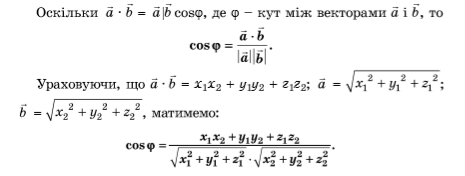 Оскільки a⃗ · b⃗ = a⃗|b⃗ cosφ, де φ – кут між векторами a⃗ і b⃗, то
cos φ = (a⃗ · b⃗) / (|a⃗||b⃗|).
Ураховуючи, що a⃗ · b⃗ = x₁x₂ + y₁y₂ + z₁z₂; a⃗ = √(x₁² + y₁² + z₁²);
b⃗ = √(x₂² + y₂² + z₂²), матимемо:
cos φ = (x₁x₂ + y₁y₂ + z₁z₂) / (√(x₁² + y₁² + z₁²) · √(x₂² + y₂² + z₂²)).